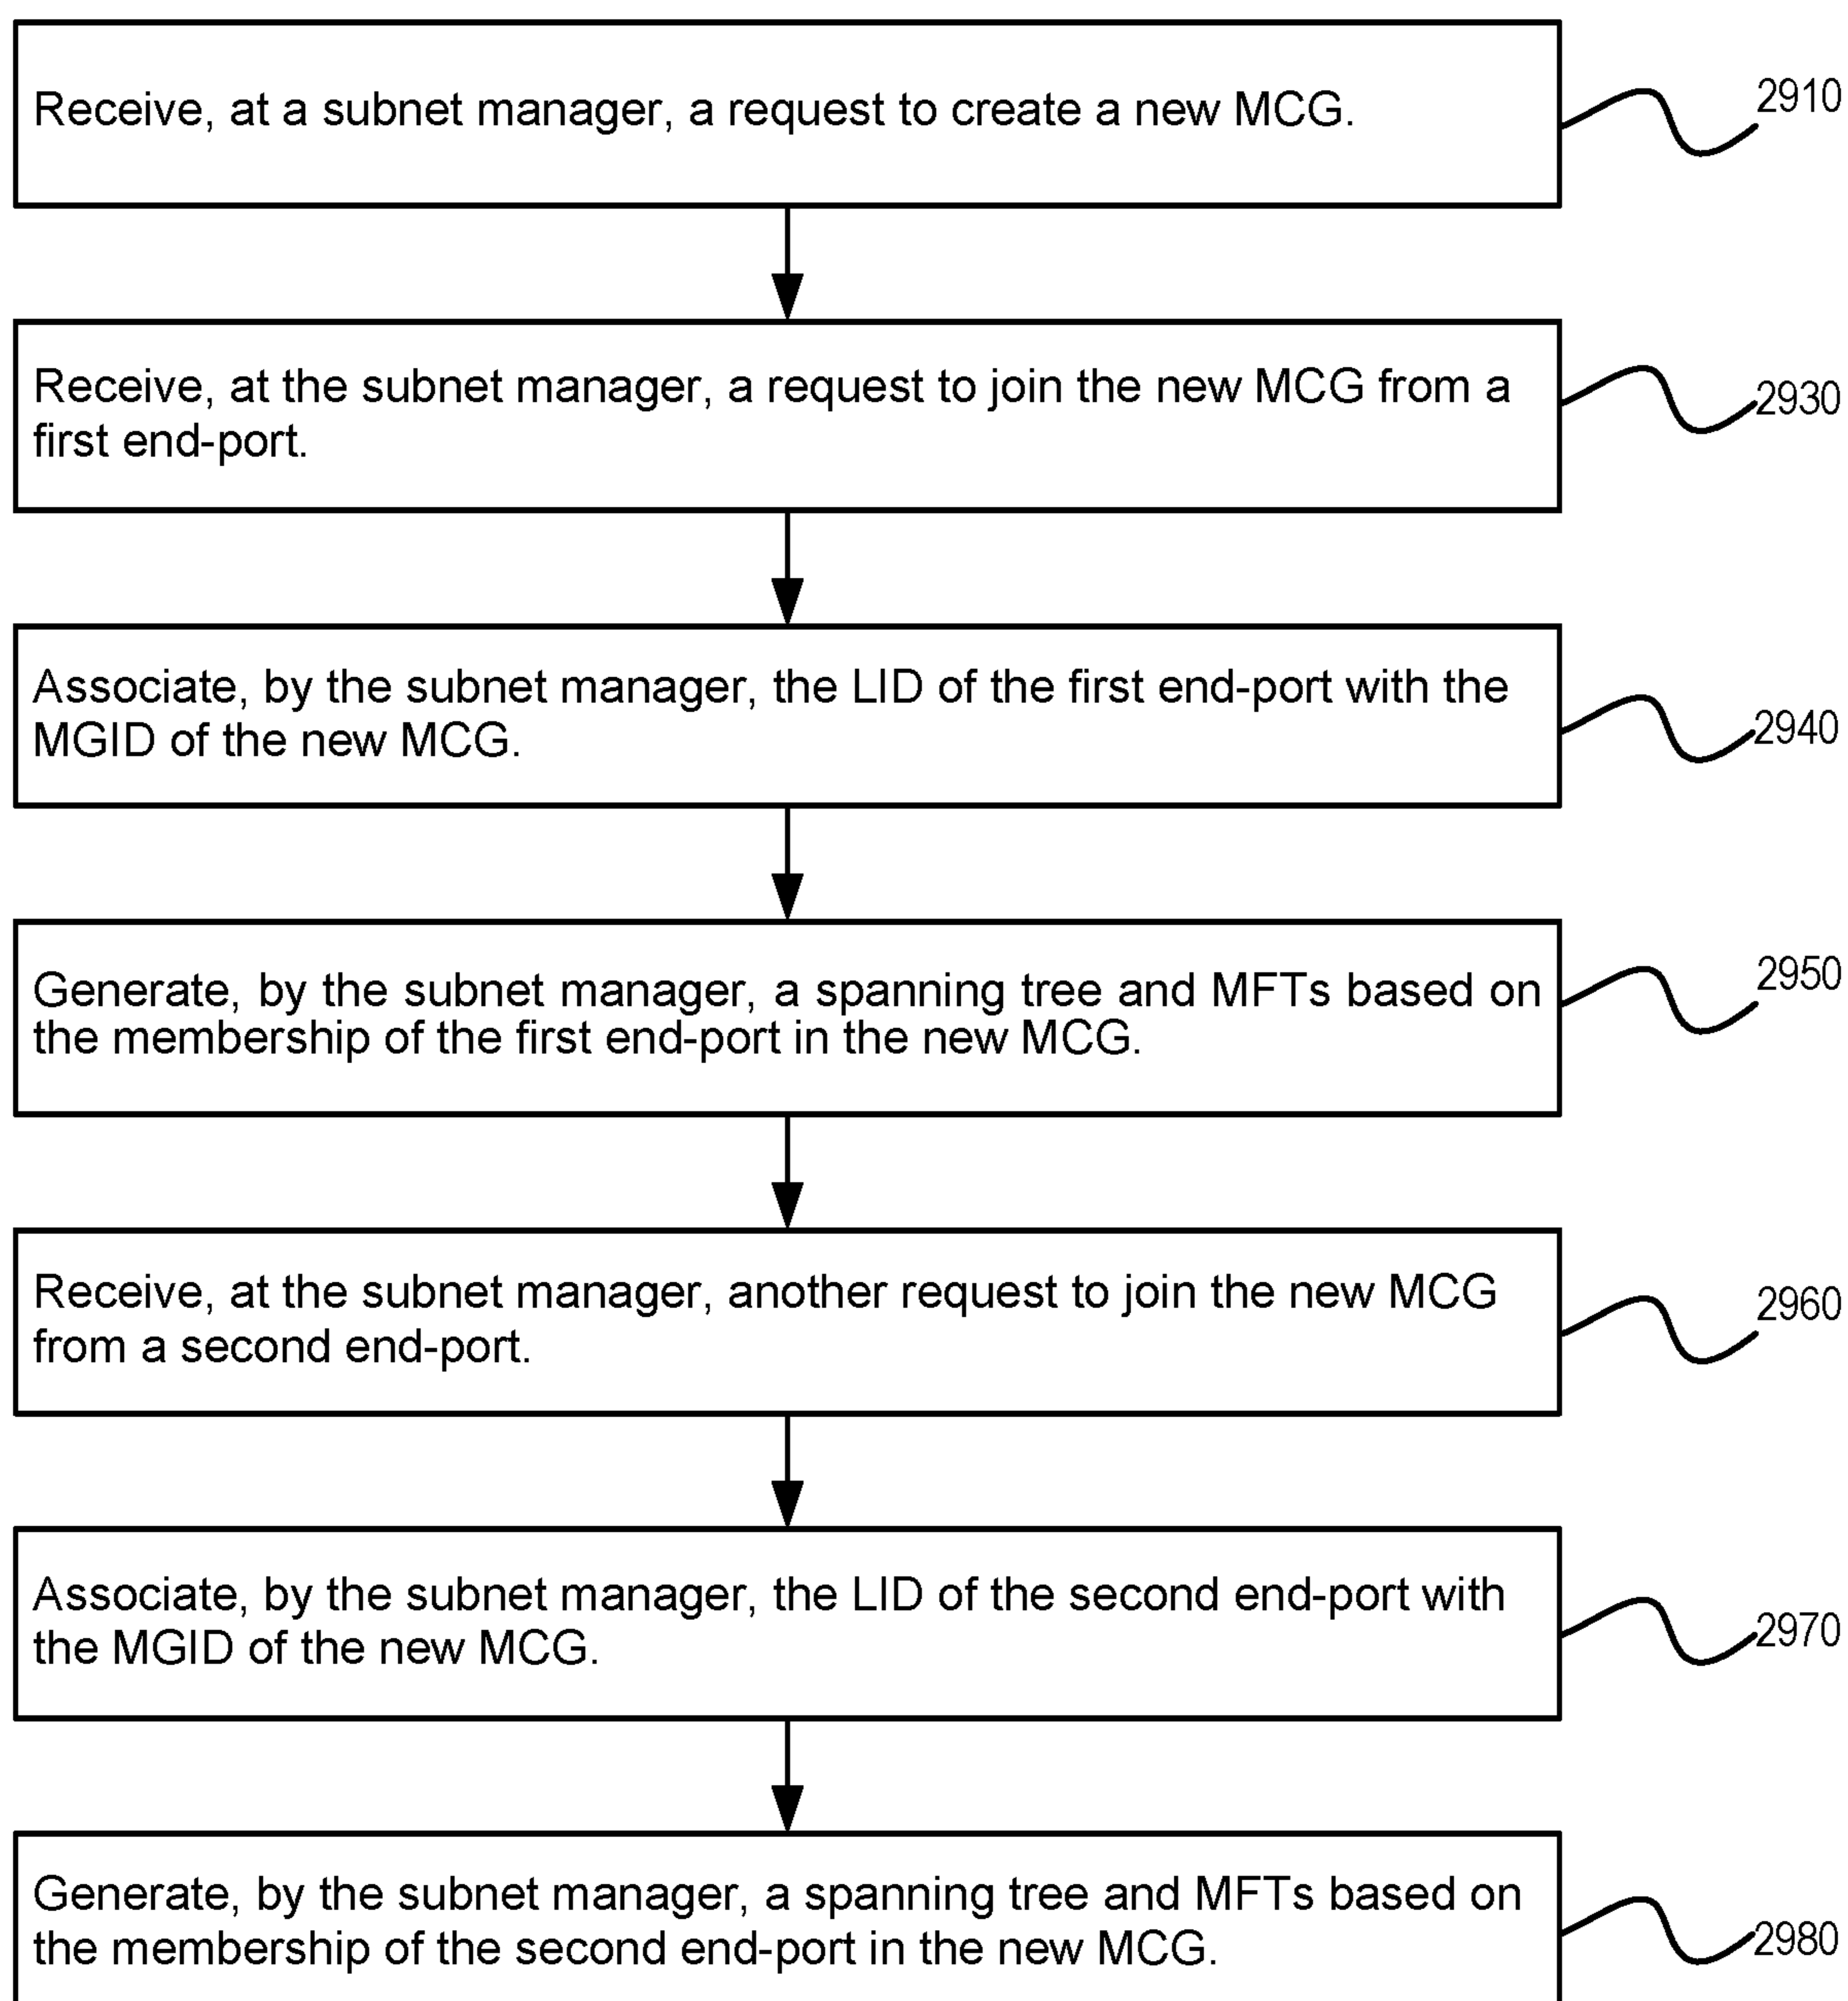 Receive, at a subnet manager, a request to create a new MCG.
2910
Receive, at the subnet manager, a request to join the new MCG from a
first end-port.
2930
Associate, by the subnet manager, the LID of the first end-port with the
MGID of the new MCG.
2940
Generate, by the subnet manager, a spanning tree and MFTs based on
the membership of the first end-port in the new MCG.
2950
Receive, at the subnet manager, another request to join the new MCG
from a second end-port.
2960
Associate, by the subnet manager, the LID of the second end-port with
the MGID of the new MCG.
2970
Generate, by the subnet manager, a spanning tree and MFTs based on
the membership of the second end-port in the new MCG.
2980